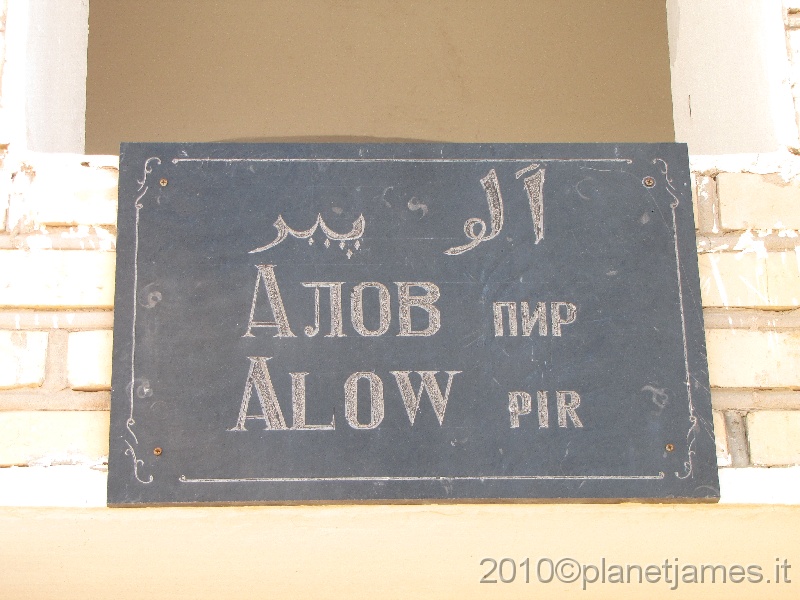 آلو پیر
Алов пир
Alow pir
2010©planetjames.it